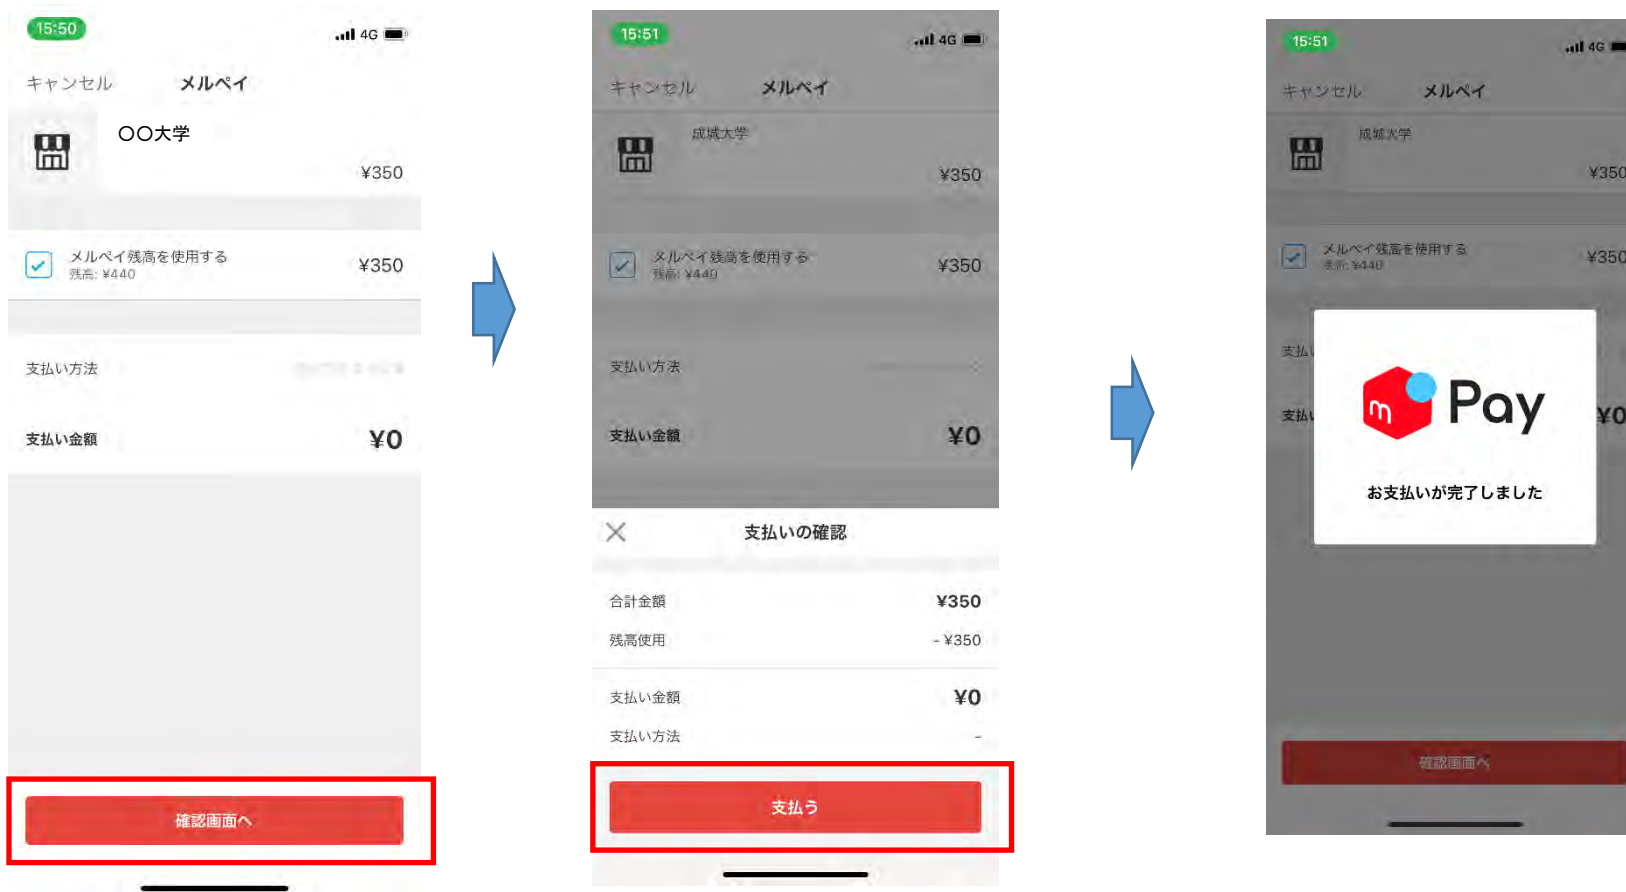 15:50
4G
キャンセル
メルペイ
〇〇大学
¥350
メルペイ残高を使用する
¥350
残高: ¥440
支払い方法
支払い金額
¥0
確認画面へ
15:51
4G
キャンセル
メルペイ
成城大学
¥350
メルペイ残高を使用する
¥350
残高: ¥440
支払い方法
支払い金額
¥0
支払いの確認
合計金額
¥350
残高使用
- ¥350
支払い金額
¥0
支払い方法
-
支払う
15:51
4G
キャンセル
メルペイ
成城大学
¥350
メルペイ残高を使用する
¥350
残高: ¥440
支払
支払
¥0
m Pay
お支払いが完了しました
確認画面へ